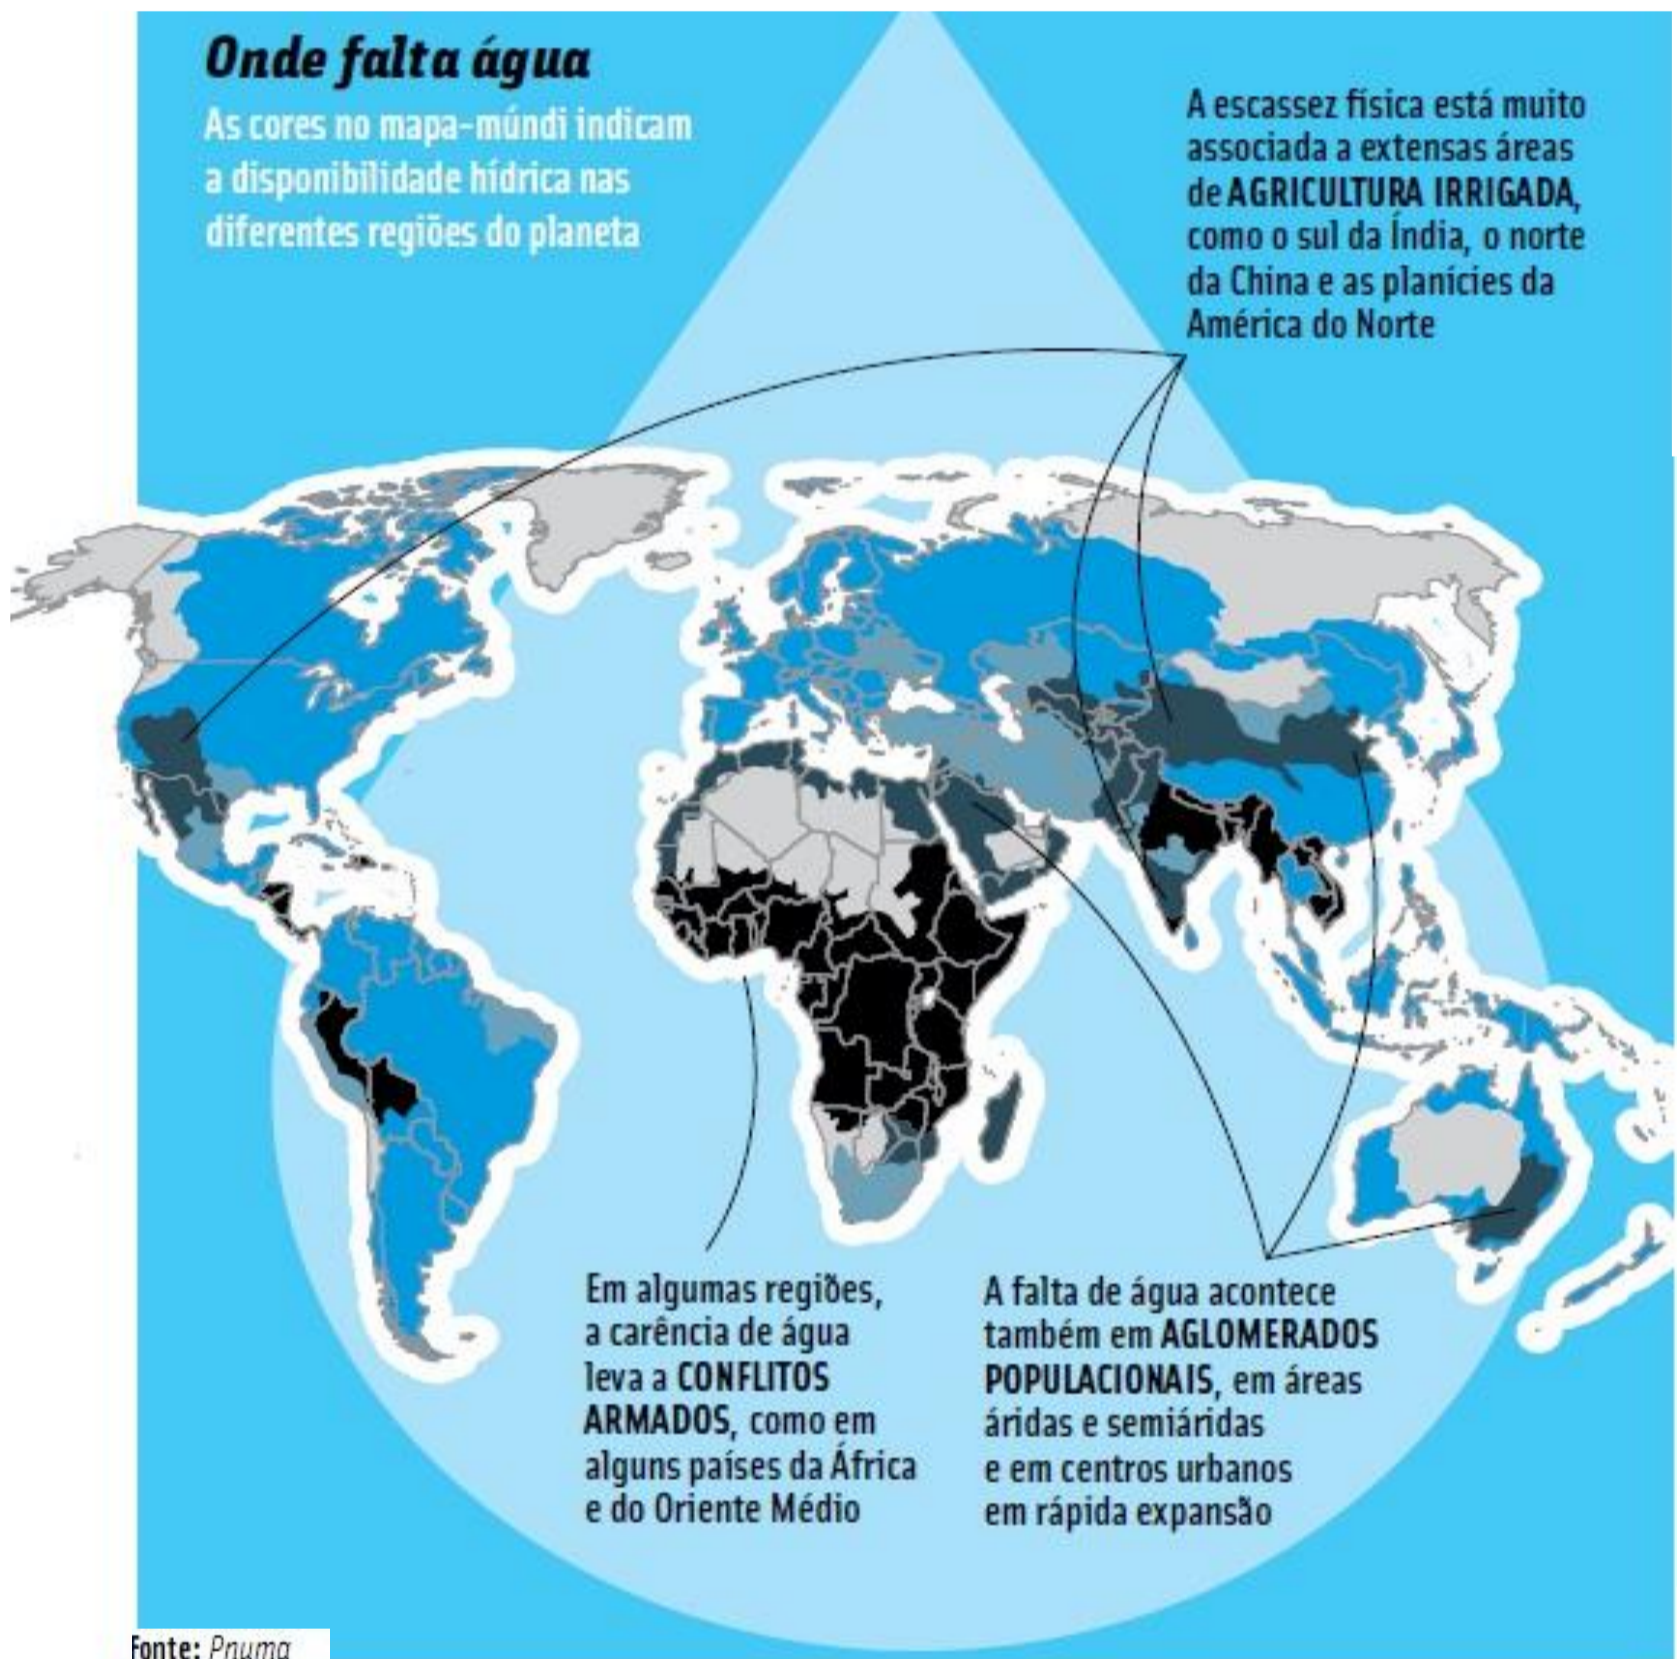 Onde falta água
As cores no mapa-múndi indicam
a disponibilidade hídrica nas
diferentes regiões do planeta
A escassez física está muito
associada a extensas áreas
de AGRICULTURA IRRIGADA,
como o sul da Índia, o norte
da China e as planícies da
América do Norte
Em algumas regiões,
a carência de água
leva a CONFLITOS
ARMADOS, como em
alguns países da África
e do Oriente Médio
A falta de água acontece
também em AGLOMERADOS
POPULACIONAIS, em áreas
áridas e semiáridas
e em centros urbanos
em rápida expansão
Fonte: Pnuma